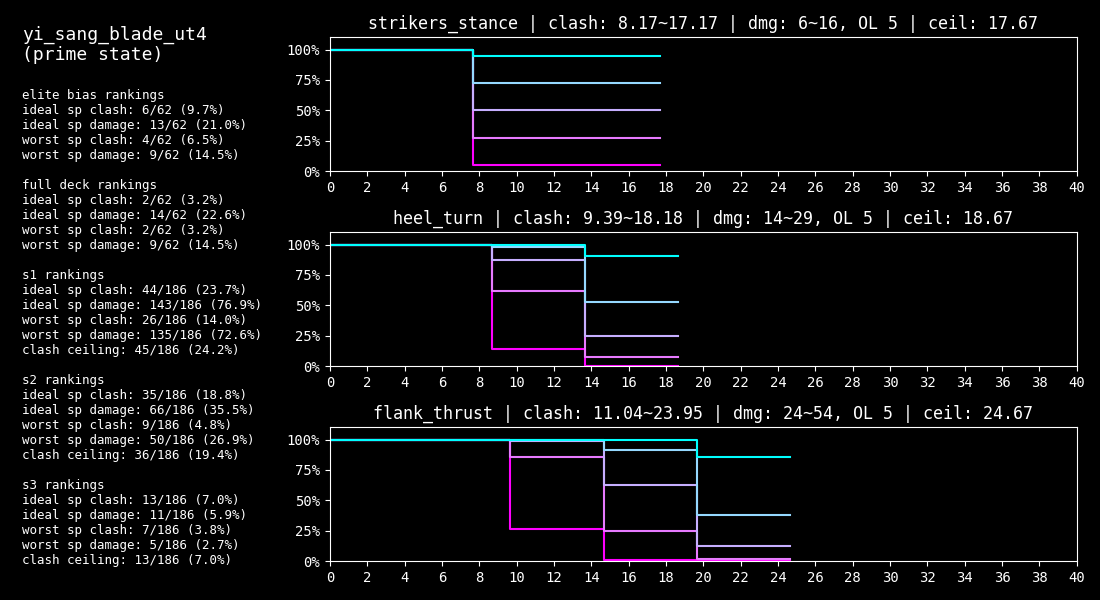 yi_sang_blade_ut4
(prime state)
elite bias rankings
ideal sp clash: 6/62 (9.7%)
ideal sp damage: 13/62 (21.0%)
worst sp clash: 4/62 (6.5%)
worst sp damage: 9/62 (14.5%)
full deck rankings
ideal sp clash: 2/62 (3.2%)
ideal sp damage: 14/62 (22.6%)
worst sp clash: 2/62 (3.2%)
worst sp damage: 9/62 (14.5%)
s1 rankings
ideal sp clash: 44/186 (23.7%)
ideal sp damage: 143/186 (76.9%)
worst sp clash: 26/186 (14.0%)
worst sp damage: 135/186 (72.6%)
clash ceiling: 45/186 (24.2%)
s2 rankings
ideal sp clash: 35/186 (18.8%)
ideal sp damage: 66/186 (35.5%)
worst sp clash: 9/186 (4.8%)
worst sp damage: 50/186 (26.9%)
clash ceiling: 36/186 (19.4%)
s3 rankings
ideal sp clash: 13/186 (7.0%)
ideal sp damage: 11/186 (5.9%)
worst sp clash: 7/186 (3.8%)
worst sp damage: 5/186 (2.7%)
clash ceiling: 13/186 (7.0%)
strikers_stance | clash: 8.17~17.17 | dmg: 6~16, OL 5 | ceil: 17.67
100%
75%
50%
25%
0%
0 2 4 6 8 10 12 14 16 18 20 22 24 26 28 30 32 34 36 38 40
heel_turn | clash: 9.39~18.18 | dmg: 14~29, OL 5 | ceil: 18.67
100%
75%
50%
25%
0%
0 2 4 6 8 10 12 14 16 18 20 22 24 26 28 30 32 34 36 38 40
flank_thrust | clash: 11.04~23.95 | dmg: 24~54, OL 5 | ceil: 24.67
100%
75%
50%
25%
0%
0 2 4 6 8 10 12 14 16 18 20 22 24 26 28 30 32 34 36 38 40